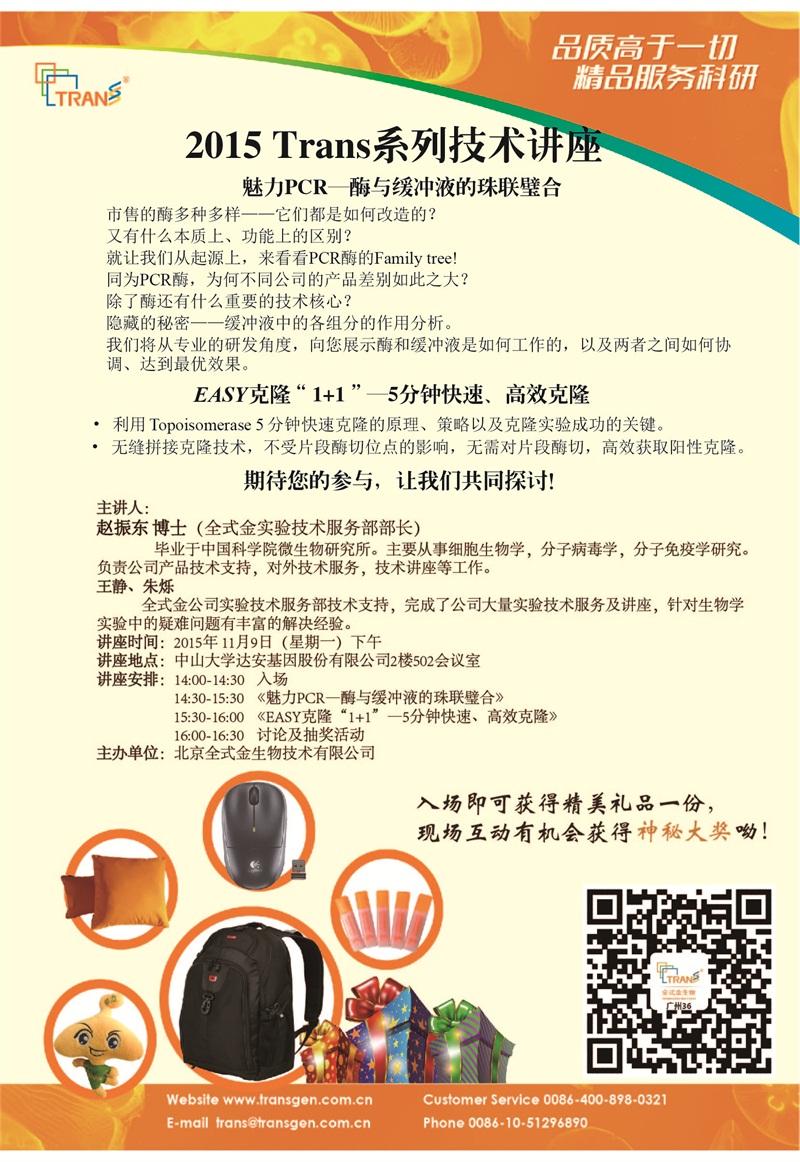 品质高于一切
精品服务科研
TRANS®
2015 Trans系列技术讲座
魅力PCR—酶与缓冲液的珠联璧合
市售的酶多种多样——它们都是如何改造的?
又有什么本质上、功能上的区别?
就让我们从起源上，来看看PCR酶的Family tree!
同为PCR酶，为何不同公司的产品差别如此之大?
除了酶还有什么重要的技术核心?
隐藏的秘密——缓冲液中的各组分的作用分析。
我们将从专业的研发角度，向您展示酶和缓冲液是如何工作的，以及两者之间如何协
调、达到最优效果。
EASY克隆“1+1”—5分钟快速、高效克隆
• 利用 Topoisomerase 5 分钟快速克隆的原理、策略以及克隆实验成功的关键。
• 无缝拼接克隆技术，不受片段酶切位点的影响，无需对片段酶切，高效获取阳性克隆。
期待您的参与，让我们共同探讨!
主讲人：
赵振东 博士（全式金实验技术服务部部长）
毕业于中国科学院微生物研究所。主要从事细胞生物学，分子病毒学，分子免疫学研究。
负责公司产品技术支持，对外技术服务，技术讲座等工作。
王静、朱烁
全式金公司实验技术服务部技术支持，完成了公司大量实验技术服务及讲座，针对生物学
实验中的疑难问题有丰富的解决经验。
讲座时间：2015年 11月9日（星期一）下午
讲座地点：中山大学达安基因股份有限公司2楼502会议室
讲座安排：14:00-14:30 入场
14:30-15:30 《魅力PCR—酶与缓冲液的珠联璧合》
15:30-16:00 《EASY克隆“1+1”—5分钟快速、高效克隆》
16:00-16:30 讨论及抽奖活动
主办单位：北京全式金生物技术有限公司
入场即可获得精美礼品一份，
现场互动有机会获得神秘大奖呦!
Logitech
TRANS
全式金生物
广州36
Website www.transgen.com.cn Customer Service 0086-400-898-0321
E-mail trans@transgen.com.cn Phone 0086-10-51296890